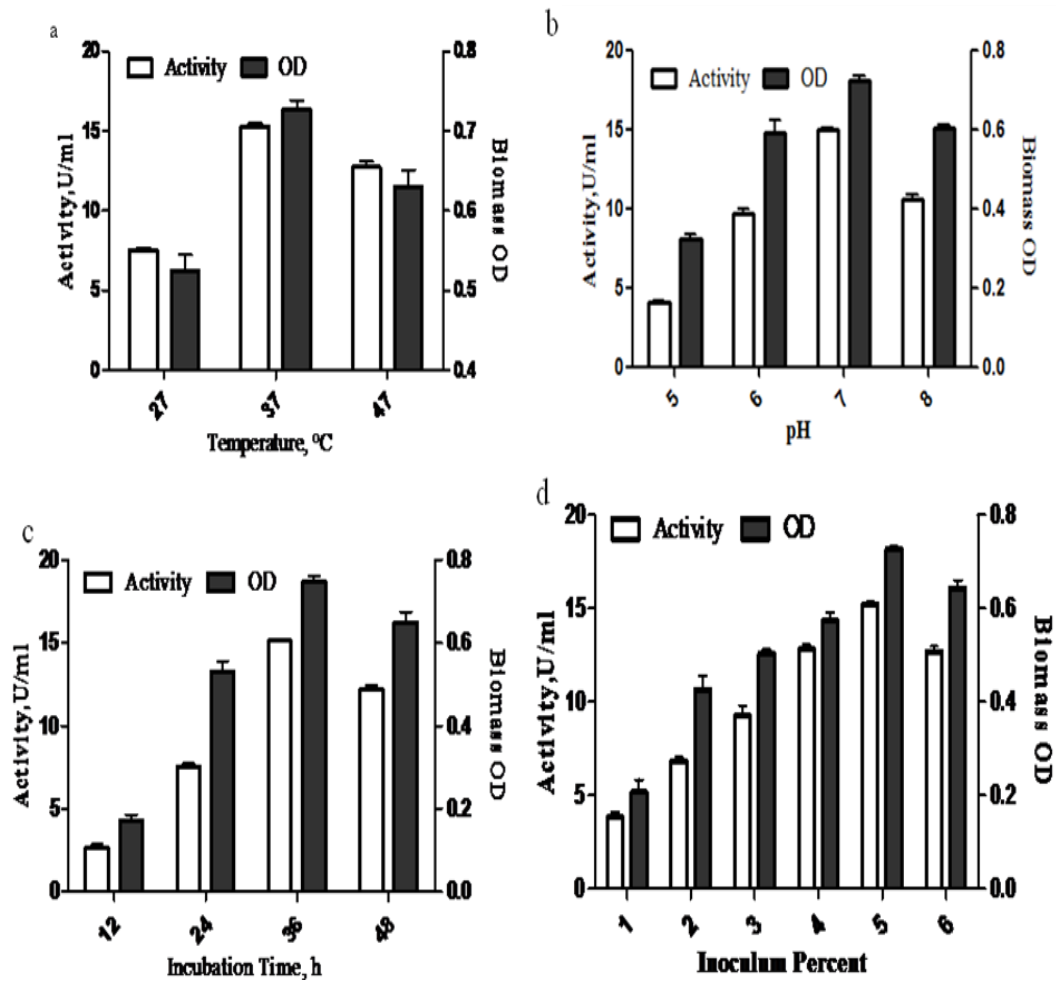 a
20
15
10
5
0
Activity,U/ml
Activity
OD
0.8
0.7
0.6
0.5
0.4
Biomass OD
27
37
47
Temperature, °C
b
20
15
10
5
0
Activity,U/ml
Activity
OD
0.8
0.6
0.4
0.2
0.0
Biomass OD
5
6
7
8
pH
c
20
15
10
5
0
Activity,U/ml
Activity
OD
0.8
0.6
0.4
0.2
0.0
Biomass OD
12
24
36
48
Incubation Time, h
d
20
15
10
5
0
Activity,U/ml
Activity
OD
0.8
0.6
0.4
0.2
0.0
Biomass OD
1
2
3
4
5
6
Inoculum Percent